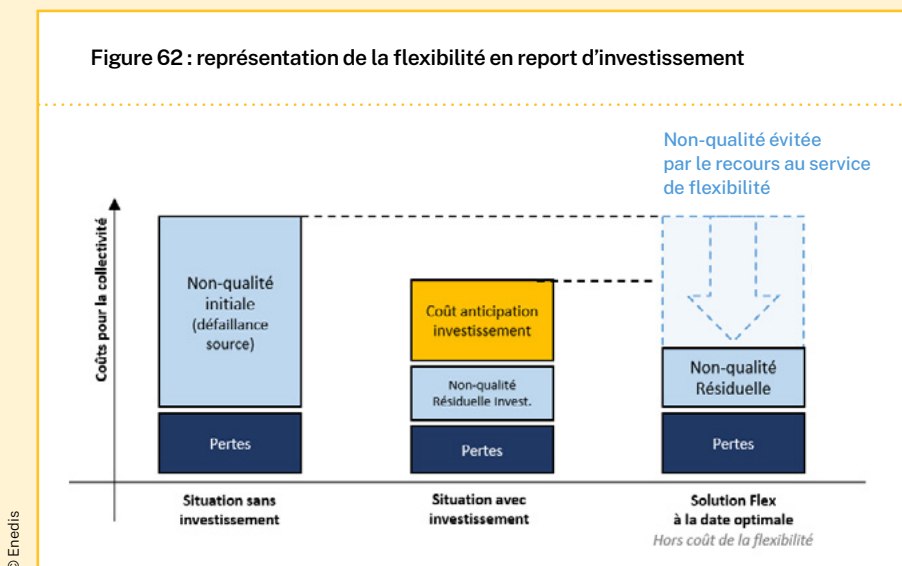 Figure 62 : représentation de la flexibilité en report d’investissement
Non-qualité évitée
par le recours au service
de flexibilité
Coûts pour la collectivité
Non-qualité
initiale
(défaillance
source)
Pertes
Coût anticipation
investissement
Non-qualité
Résiduelle Invest.
Pertes
Non-qualité
Résiduelle
Pertes
Situation sans
investissement
Situation avec
investissement
Solution Flex
à la date optimale
Hors coût de la flexibilité
© Enedis